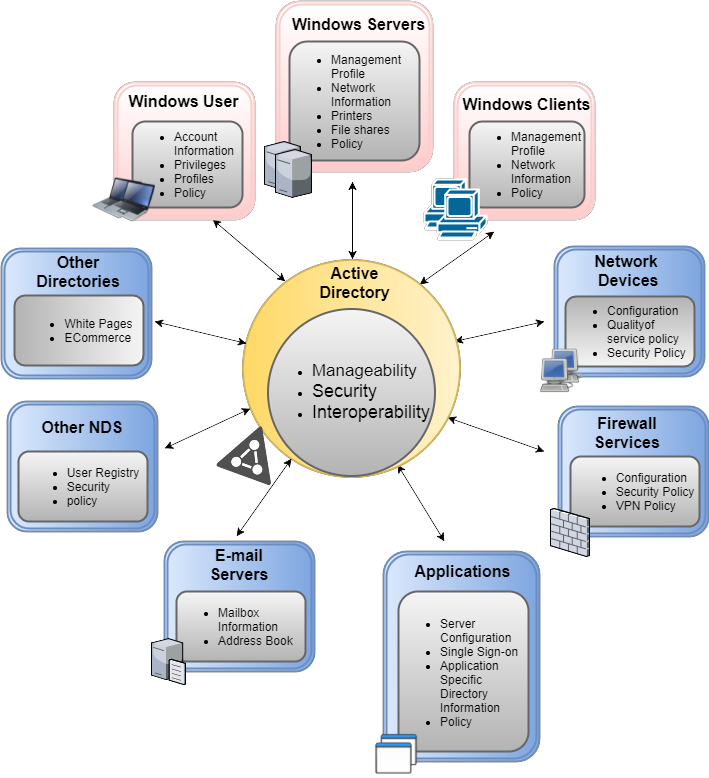 Windows Servers
Management
Profile
Network
Information
Printers
File shares
Policy
Windows User
Account
Information
Privileges
Profiles
Policy
Windows Clients
Management
Profile
Network
Information
Policy
Other
Directories
White Pages
ECommerce
Active
Directory
Manageability
Security
Interoperability
Network
Devices
Configuration
Qualityof
service policy
Security Policy
Other NDS
User Registry
Security
policy
Firewall
Services
Configuration
Security Policy
VPN Policy
E-mail
Servers
Mailbox
Information
Address Book
Applications
Server
Configuration
Single Sign-on
Application
Specific
Directory
Information
Policy